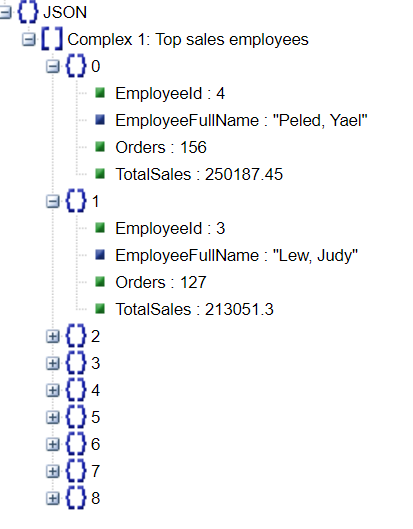 JSON
Complex 1: Top sales employees
0
EmployeeId : 4
EmployeeFullName : "Peled, Yael"
Orders : 156
TotalSales : 250187.45
1
EmployeeId : 3
EmployeeFullName : "Lew, Judy"
Orders : 127
TotalSales : 213051.3
2
3
4
5
6
7
8